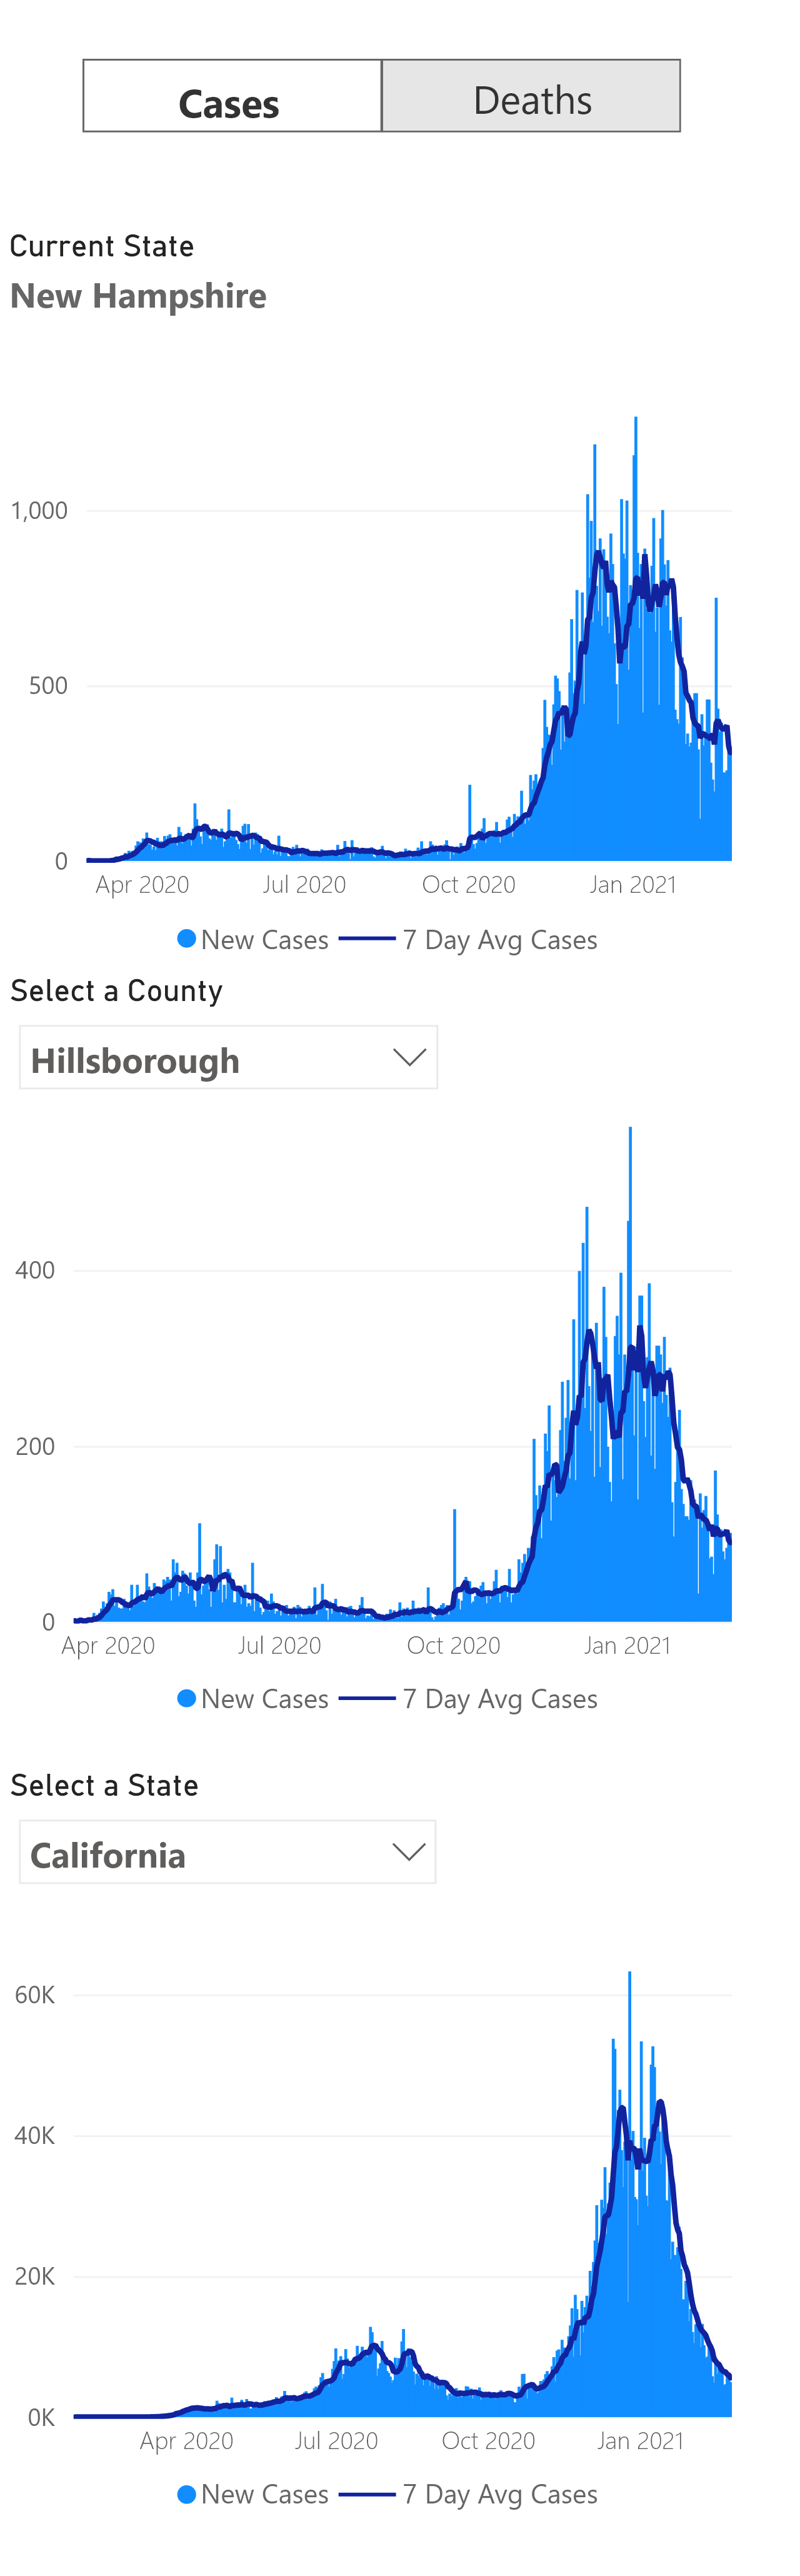 Cases Deaths
Current State
New Hampshire
1,000
500
0
Apr 2020 Jul 2020 Oct 2020 Jan 2021
New Cases 7 Day Avg Cases
Select a County
Hillsborough
400
200
0
Apr 2020 Jul 2020 Oct 2020 Jan 2021
New Cases 7 Day Avg Cases
Select a State
California
60K
40K
20K
0K
Apr 2020 Jul 2020 Oct 2020 Jan 2021
New Cases 7 Day Avg Cases